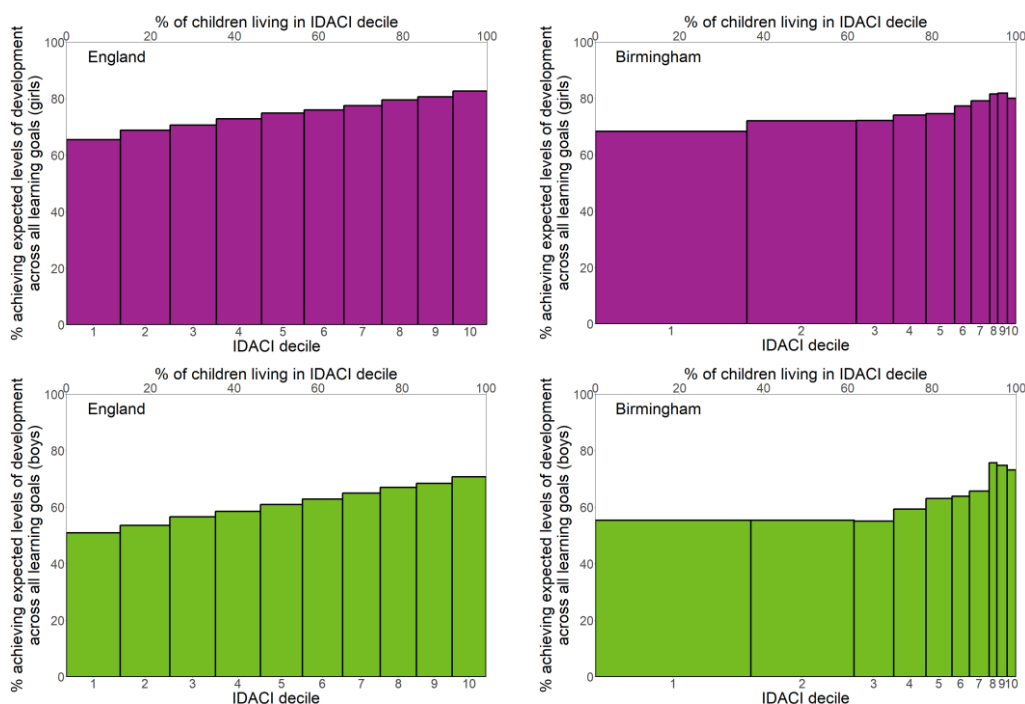 % of children living in IDACI decile
0 20 40 60 80 100
England
% achieving expected levels of development
across all learning goals (girls)
100
80
60
40
20
0
1 2 3 4 5 6 7 8 9 10
IDACI decile
% of children living in IDACI decile
0 20 40 60 80 100
Birmingham
% achieving expected levels of development
across all learning goals (girls)
100
80
60
40
20
0
1 2 3 4 5 6 7 8 9 10
IDACI decile
% of children living in IDACI decile
0 20 40 60 80 100
England
% achieving expected levels of development
across all learning goals (boys)
100
80
60
40
20
0
1 2 3 4 5 6 7 8 9 10
IDACI decile
% of children living in IDACI decile
0 20 40 60 80 100
Birmingham
% achieving expected levels of development
across all learning goals (boys)
100
80
60
40
20
0
1 2 3 4 5 6 7 8 9 10
IDACI decile